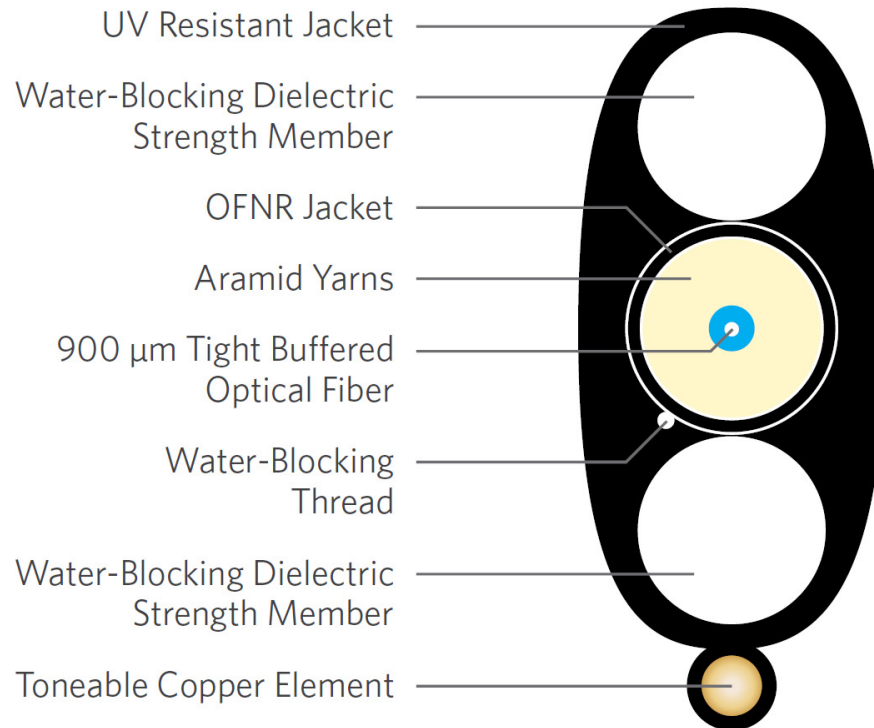 UV Resistant Jacket
Water-Blocking Dielectric
Strength Member
OFNR Jacket
Aramid Yarns
900 μm Tight Buffered
Optical Fiber
Water-Blocking
Thread
Water-Blocking Dielectric
Strength Member
Toneable Copper Element